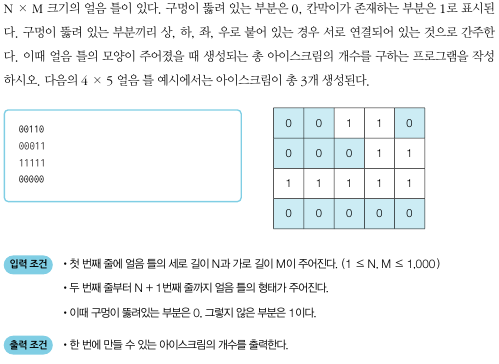 N × M 크기의 얼음 틀이 있다. 구멍이 뚫려 있는 부분은 0, 칸막이가 존재하는 부분은 1로 표시된
다. 구멍이 뚫려 있는 부분끼리 상, 하, 좌, 우로 붙어 있는 경우 서로 연결되어 있는 것으로 간주한
다. 이때 얼음 틀의 모양이 주어졌을 때 생성되는 총 아이스크림의 개수를 구하는 프로그램을 작성
하시오. 다음의 4 × 5 얼음 틀 예시에서는 아이스크림이 총 3개 생성된다.
00110
00011
11111
00000
0 0 1 1 0
0 0 0 1 1
1 1 1 1 1
0 0 0 0 0
입력 조건 • 첫 번째 줄에 얼음 틀의 세로 길이 N과 가로 길이 M이 주어진다. (1 ≤ N, M ≤ 1,000)
• 두 번째 줄부터 N + 1번째 줄까지 얼음 틀의 형태가 주어진다.
• 이때 구멍이 뚫려있는 부분은 0, 그렇지 않은 부분은 1이다.
출력 조건 • 한 번에 만들 수 있는 아이스크림의 개수를 출력한다.